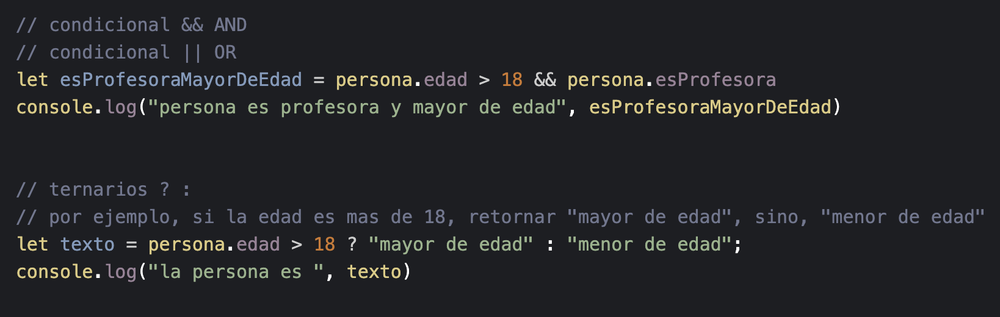 // condicional && AND
// condicional || OR
let esProfesoraMayorDeEdad = persona.edad > 18 && persona.esProfesora
console.log("persona es profesora y mayor de edad", esProfesoraMayorDeEdad)
// ternarios ? :
// por ejemplo, si la edad es mas de 18, retornar "mayor de edad", sino, "menor de edad"
let texto = persona.edad > 18 ? "mayor de edad" : "menor de edad";
console.log("la persona es ", texto)